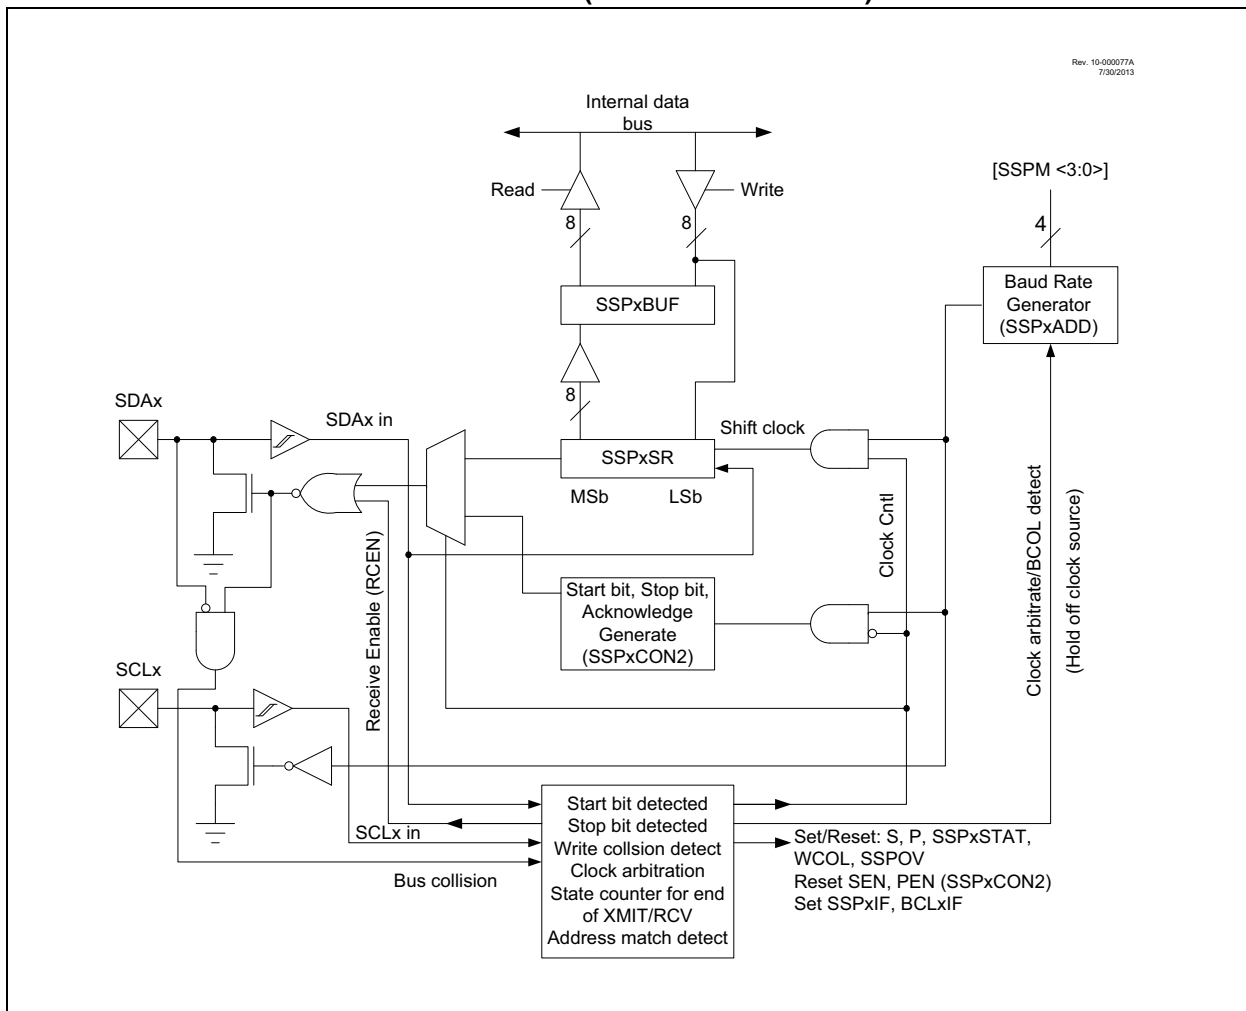 Rev. 10-000077A
7/30/2013
Internal data
bus
[SSPM <3:0>]
Read
Write
8
8
4
Baud Rate
Generator
(SSPxADD)
SSPxBUF
8
SDAx
SDAx in
Shift clock
SSPxSR
MSb
LSb
Clock Cntl
Clock arbitrate/BCOL detect
(Hold off clock source)
Receive Enable (RCEN)
Start bit, Stop bit,
Acknowledge
Generate
(SSPxCON2)
SCLx
SCLx in
Bus collision
Start bit detected
Stop bit detected
Write collsion detect
Clock arbitration
State counter for end
of XMIT/RCV
Address match detect
Set/Reset: S, P, SSPxSTAT,
WCOL, SSPOV
Reset SEN, PEN (SSPxCON2)
Set SSPxIF, BCLxIF